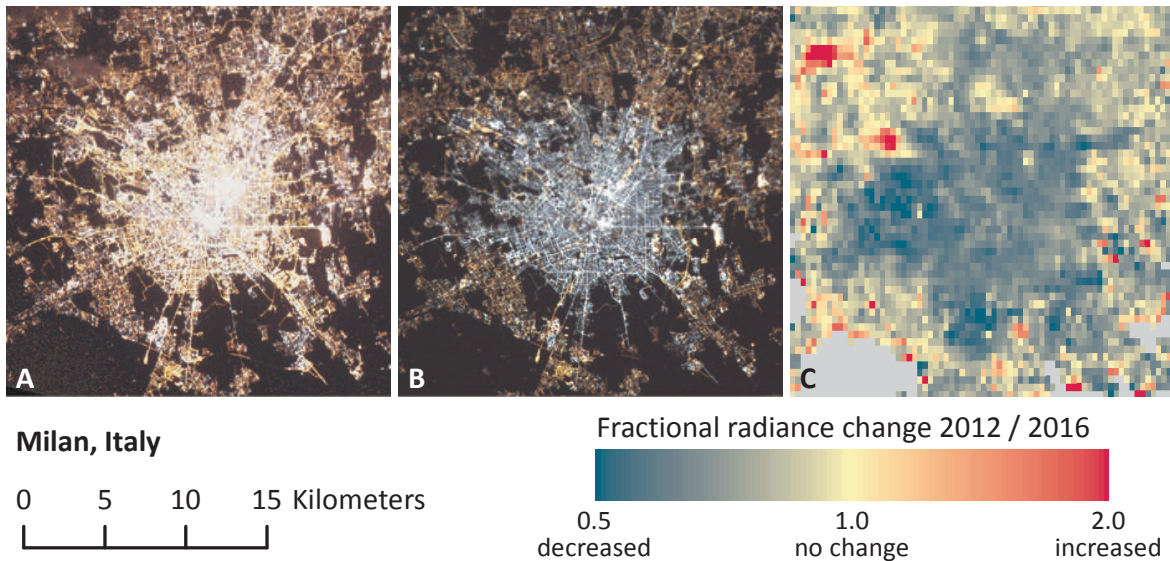 A
B
C
Milan, Italy
0 5 10 15 Kilometers
Fractional radiance change 2012 / 2016
0.5 1.0 2.0
decreased no change increased